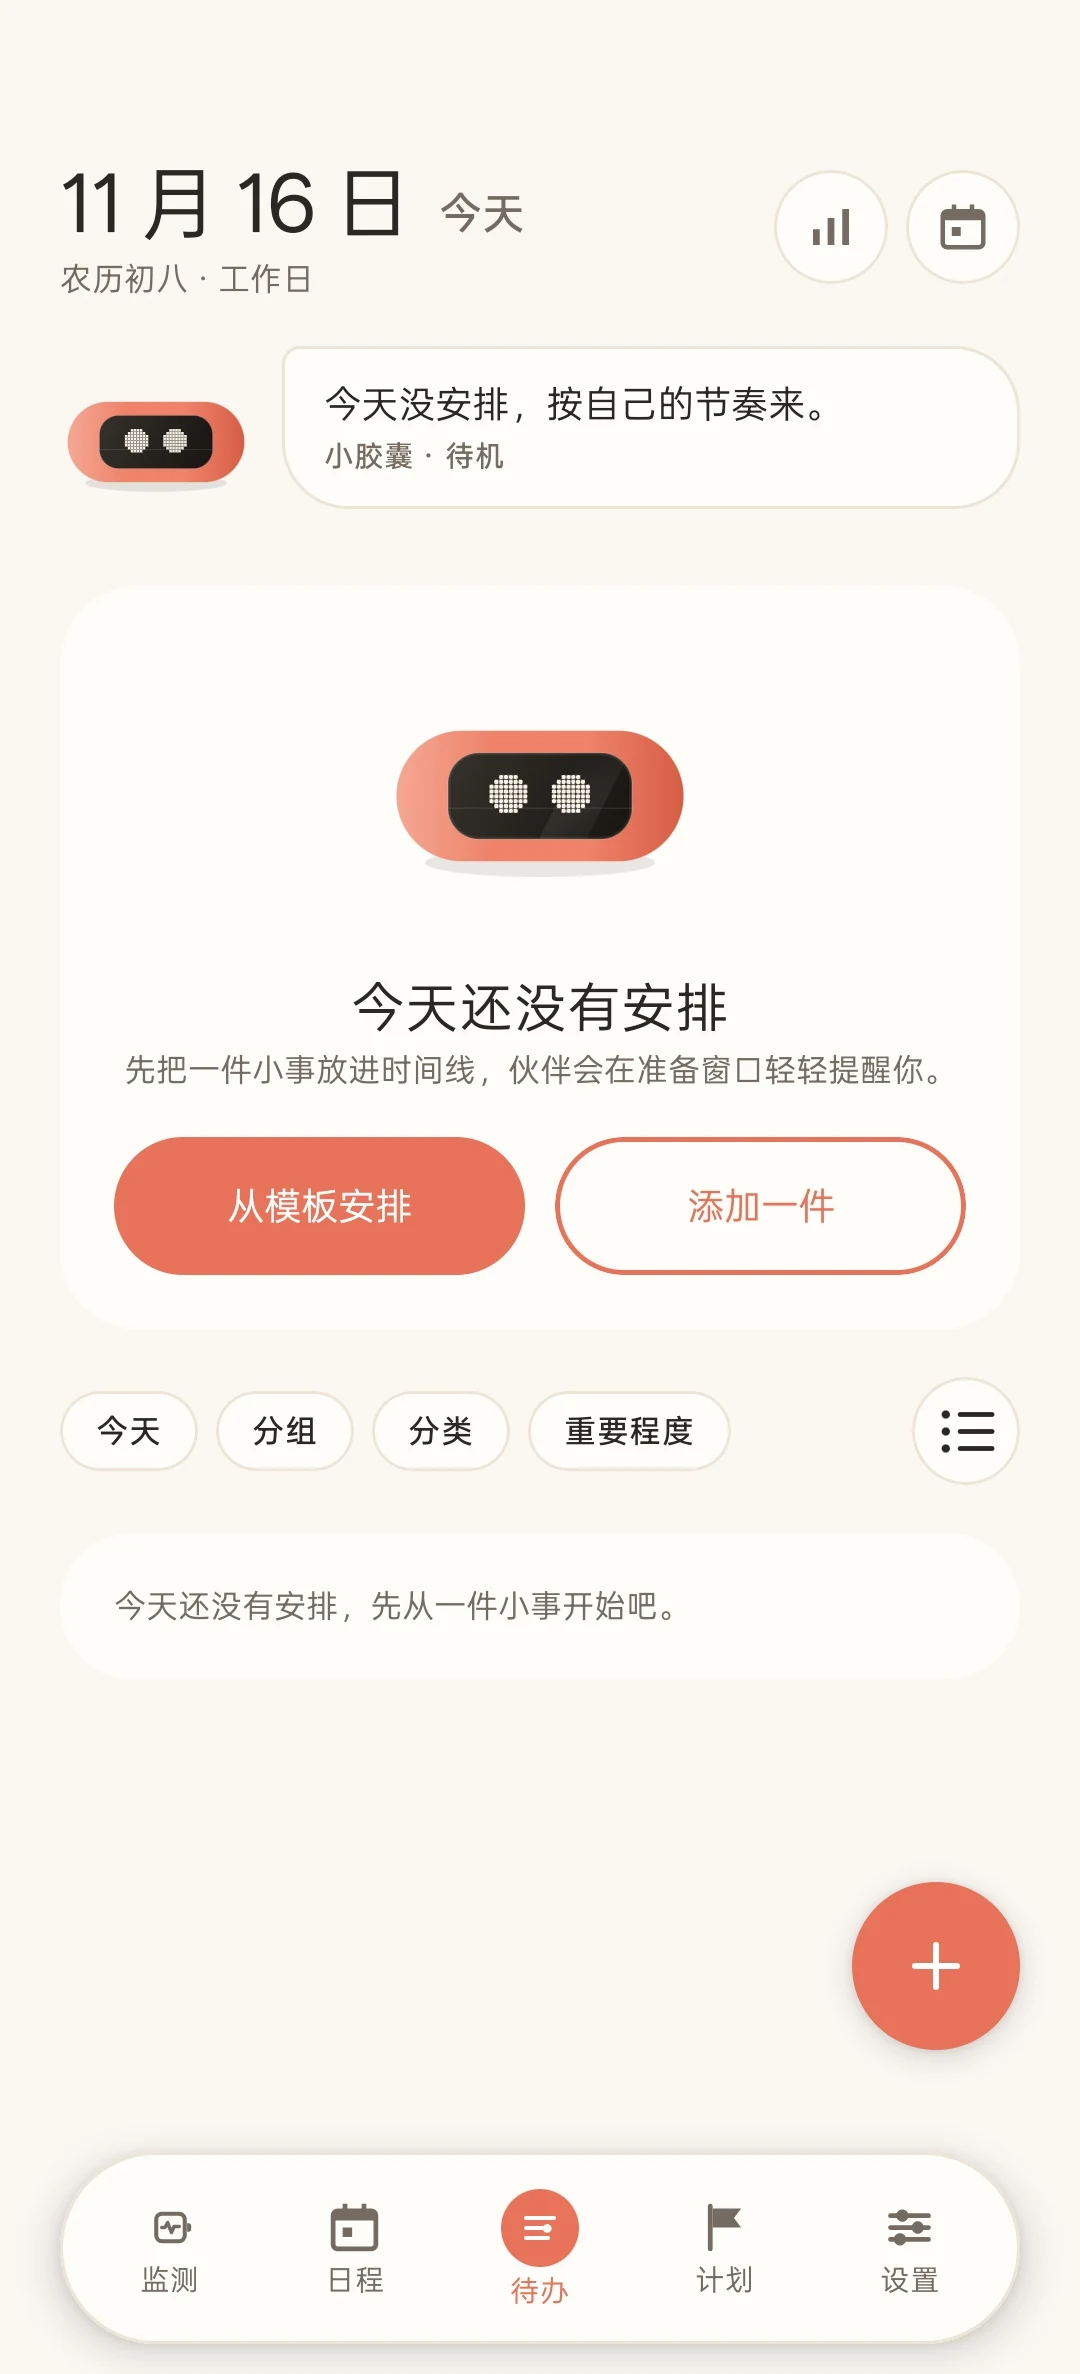 11 月 16 日 今天
农历初八 · 工作日
今天没安排，按自己的节奏来。
小胶囊 · 待机
今天还没有安排
先把一件小事放进时间线，伙伴会在准备窗口轻轻提醒你。
从模板安排 添加一件
今天 分组 分类 重要程度
今天还没有安排，先从一件小事开始吧。
监测 日程 待办 计划 设置